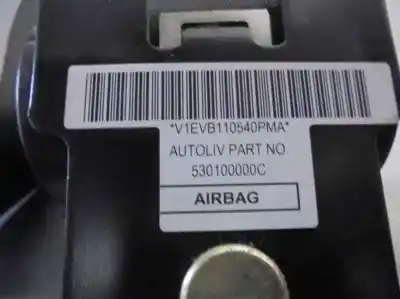 *V1EVB110540PMA*
AUTOLIV PART NO
530100000C
AIRBAG